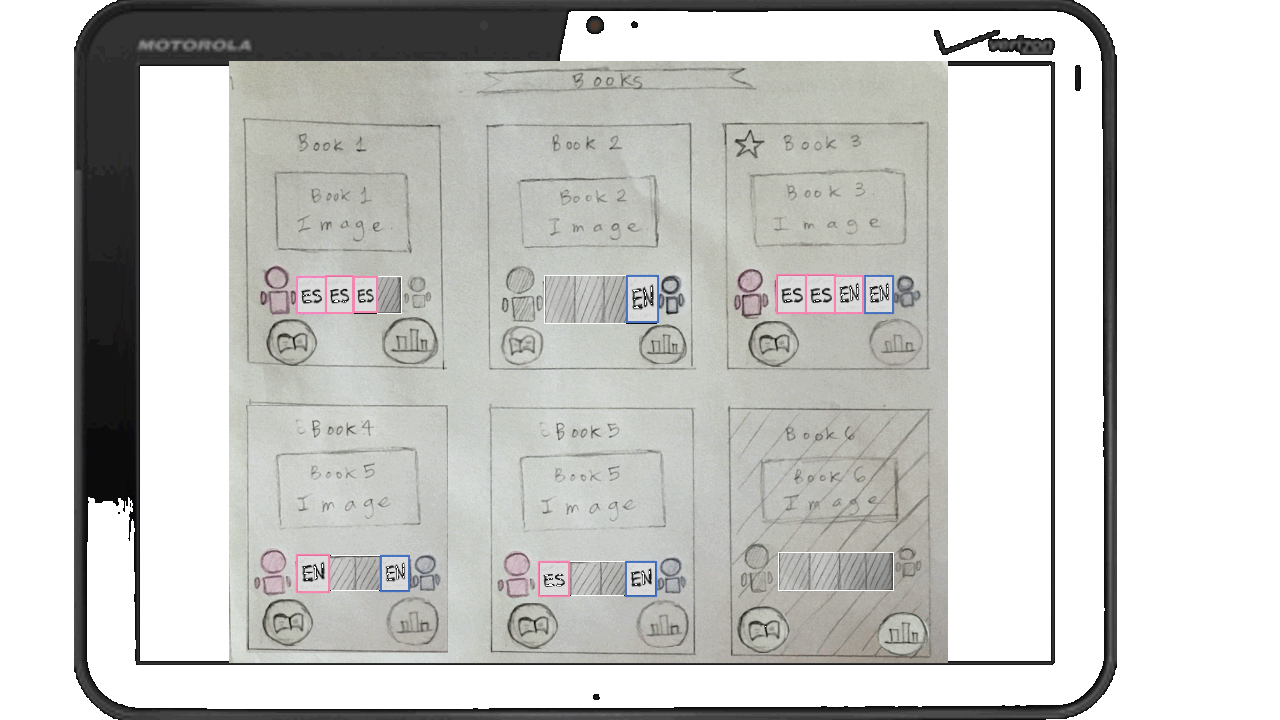 MOTOROLA
verizon
Books
Book 1
Book 1
Image
ES ES ES
Book 2
Book 2
Image
EN
Book 3
Book 3
Image
ES ES EN EN
Book 4
Book 5
Image
EN EN
Book 5
Book 5
Image
ES EN
Book 6
Book 6
Image